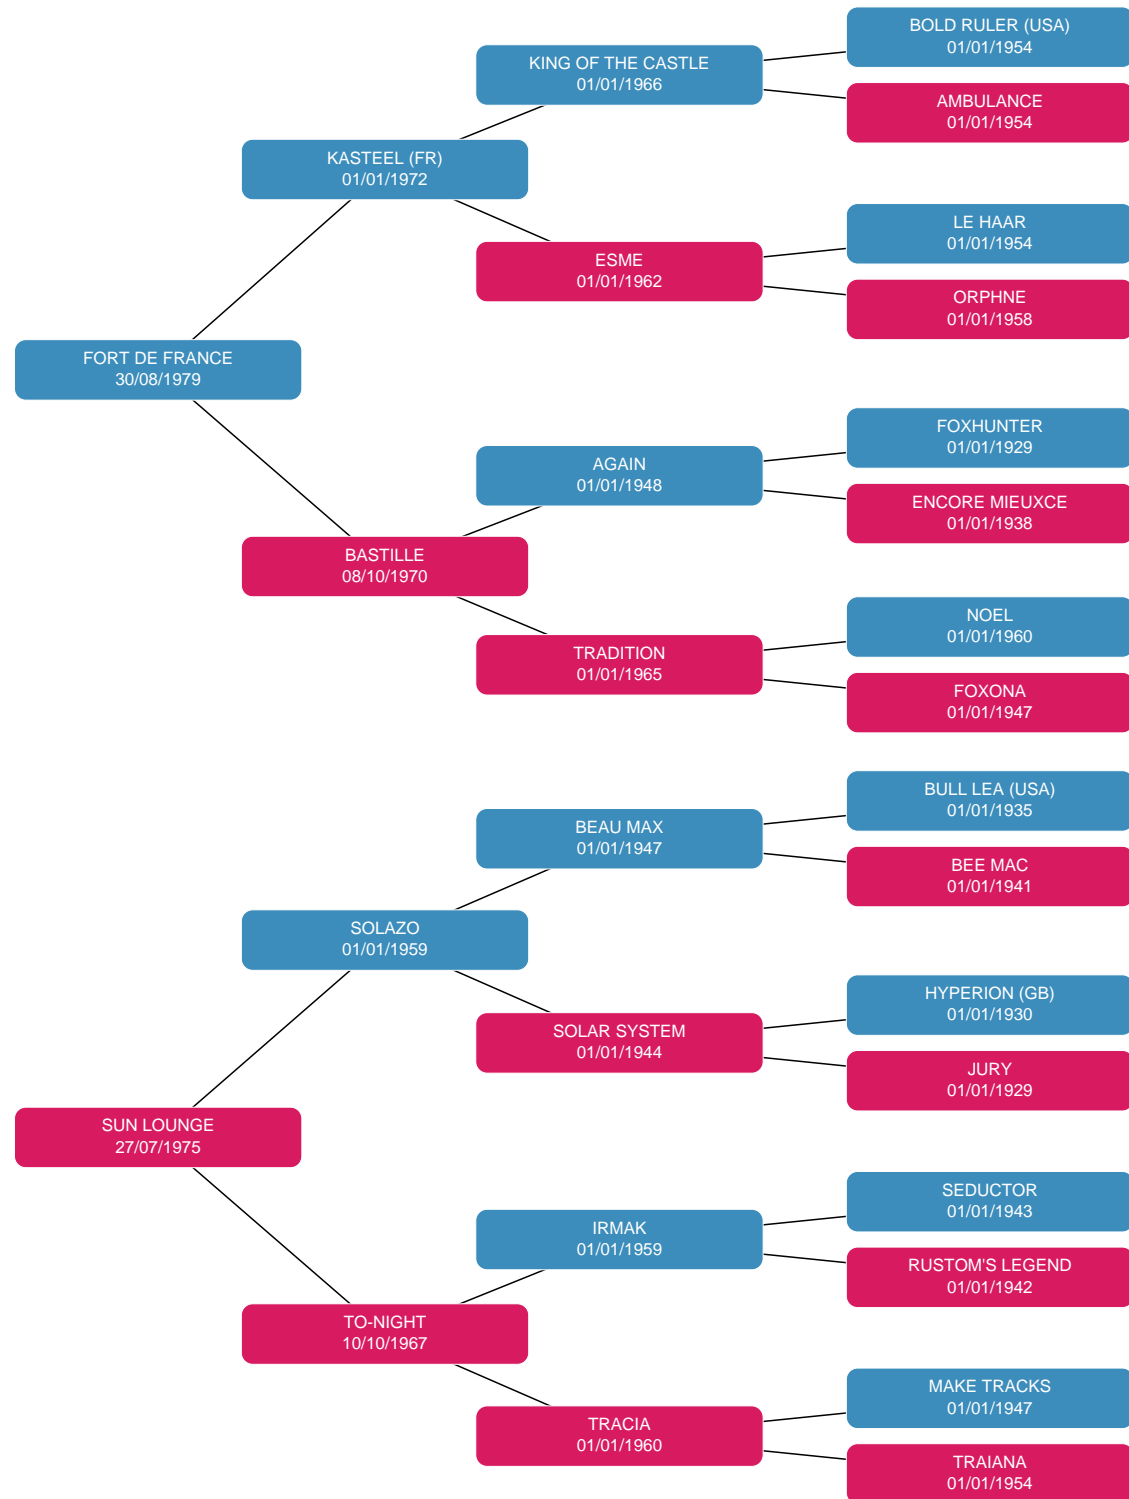 BOLD RULER (USA)
01/01/1954
KING OF THE CASTLE
01/01/1966
AMBULANCE
01/01/1954
KASTEEL (FR)
01/01/1972
LE HAAR
01/01/1954
ESME
01/01/1962
ORPHNE
01/01/1958
FORT DE FRANCE
30/08/1979
FOXHUNTER
01/01/1929
AGAIN
01/01/1948
ENCORE MIEUXCE
01/01/1938
BASTILLE
08/10/1970
NOEL
01/01/1960
TRADITION
01/01/1965
FOXONA
01/01/1947
BULL LEA (USA)
01/01/1935
BEAU MAX
01/01/1947
BEE MAC
01/01/1941
SOLAZO
01/01/1959
HYPERION (GB)
01/01/1930
SOLAR SYSTEM
01/01/1944
JURY
01/01/1929
SUN LOUNGE
27/07/1975
SEDUCTOR
01/01/1943
IRMAK
01/01/1959
RUSTOM'S LEGEND
01/01/1942
TO-NIGHT
10/10/1967
MAKE TRACKS
01/01/1947
TRACIA
01/01/1960
TRAIANA
01/01/1954